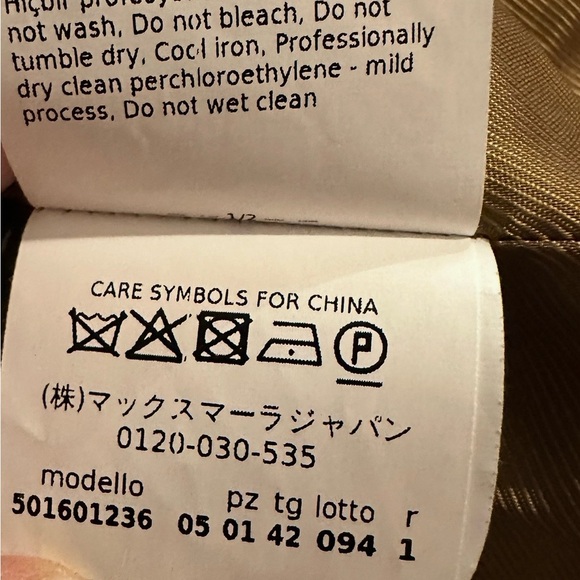 not wash, Do not bleach, Do not
tumble dry, Cool iron, Professionally
dry clean perchloroethylene - mild
process, Do not wet clean
1/2
CARE SYMBOLS FOR CHINA
P
(株)マックスマーラジャパン
0120-030-535
modello pz tg lotto r
501601236 05 01 42 094 1